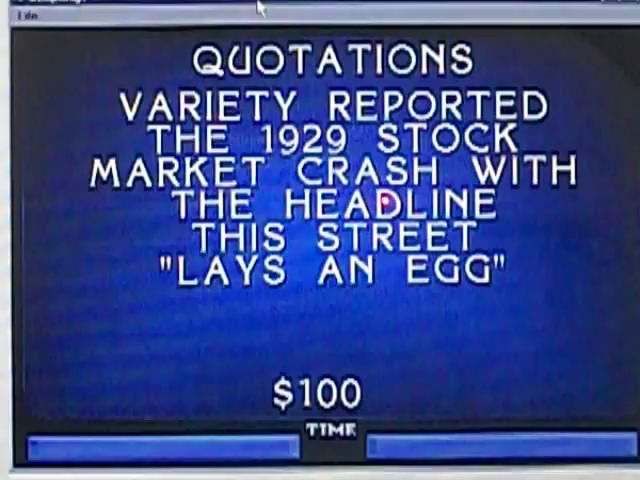 QUOTATIONS
VARIETY REPORTED
THE 1929 STOCK
MARKET CRASH WITH
THE HEADLINE
THIS STREET
"LAYS AN EGG"
$100
TIME